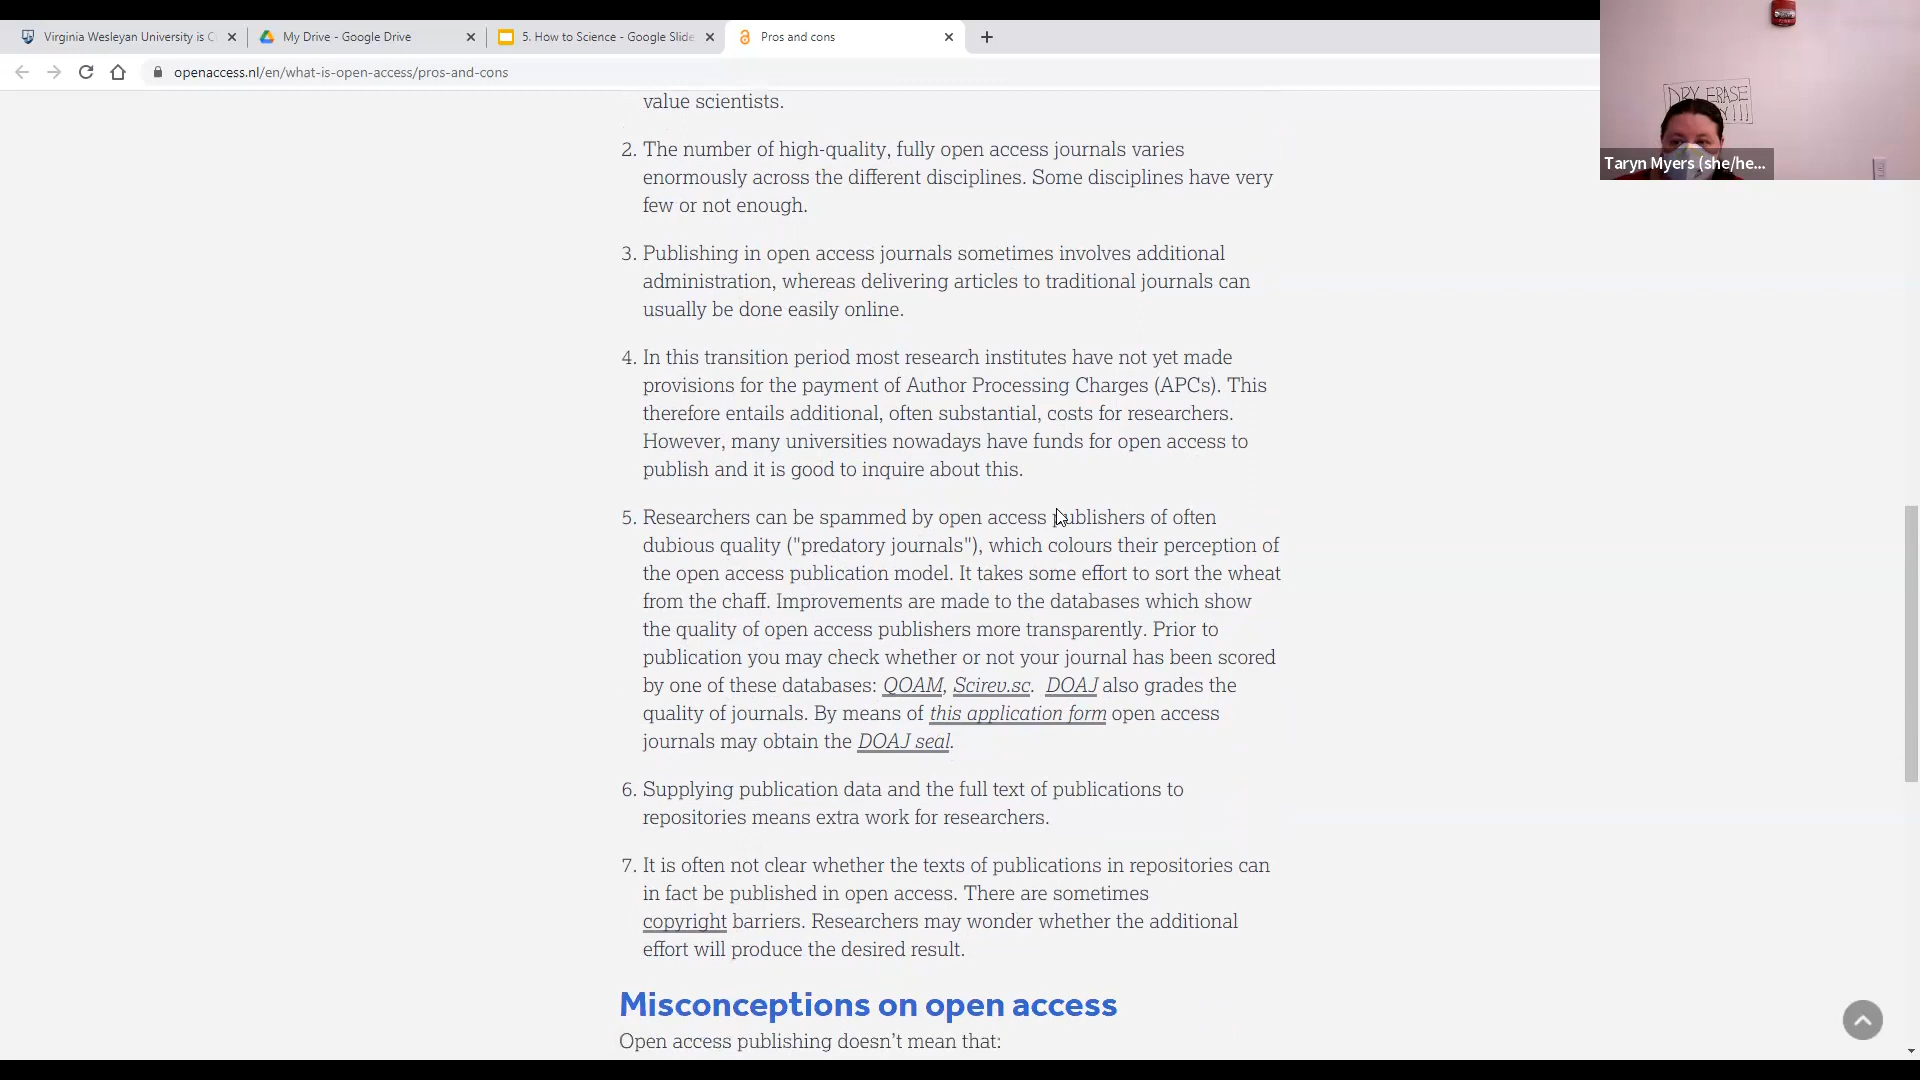 Virginia Wesleyan University is C
My Drive - Google Drive
5. How to Science - Google Slide
Pros and cons
openaccess.nl/en/what-is-open-access/pros-and-cons
DRY ERASE
Taryn Myers (she/he...
value scientists.
2. The number of high-quality, fully open access journals varies
enormously across the different disciplines. Some disciplines have very
few or not enough.
3. Publishing in open access journals sometimes involves additional
administration, whereas delivering articles to traditional journals can
usually be done easily online.
4. In this transition period most research institutes have not yet made
provisions for the payment of Author Processing Charges (APCs). This
therefore entails additional, often substantial, costs for researchers.
However, many universities nowadays have funds for open access to
publish and it is good to inquire about this.
5. Researchers can be spammed by open access publishers of often
dubious quality ("predatory journals"), which colours their perception of
the open access publication model. It takes some effort to sort the wheat
from the chaff. Improvements are made to the databases which show
the quality of open access publishers more transparently. Prior to
publication you may check whether or not your journal has been scored
by one of these databases: QOAM, Scirev.sc. DOAJ also grades the
quality of journals. By means of this application form open access
journals may obtain the DOAJ seal.
6. Supplying publication data and the full text of publications to
repositories means extra work for researchers.
7. It is often not clear whether the texts of publications in repositories can
in fact be published in open access. There are sometimes
copyright barriers. Researchers may wonder whether the additional
effort will produce the desired result.
Misconceptions on open access
Open access publishing doesn't mean that: